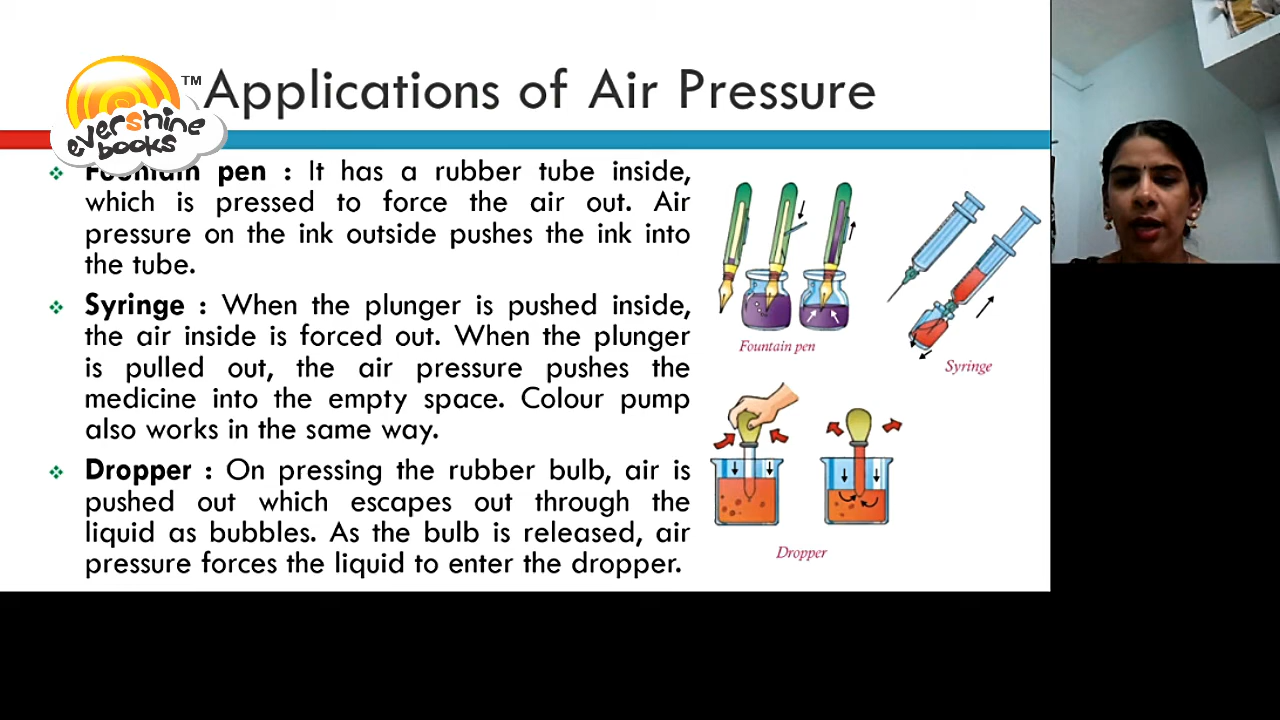 Applications of Air Pressure
TM
evershine
books
❖ Fountain pen : It has a rubber tube inside,
which is pressed to force the air out. Air
pressure on the ink outside pushes the ink into
the tube.
❖ Syringe : When the plunger is pushed inside,
the air inside is forced out. When the plunger
is pulled out, the air pressure pushes the
medicine into the empty space. Colour pump
also works in the same way.
❖ Dropper : On pressing the rubber bulb, air is
pushed out which escapes out through the
liquid as bubbles. As the bulb is released, air
pressure forces the liquid to enter the dropper.
Fountain pen
Syringe
Dropper